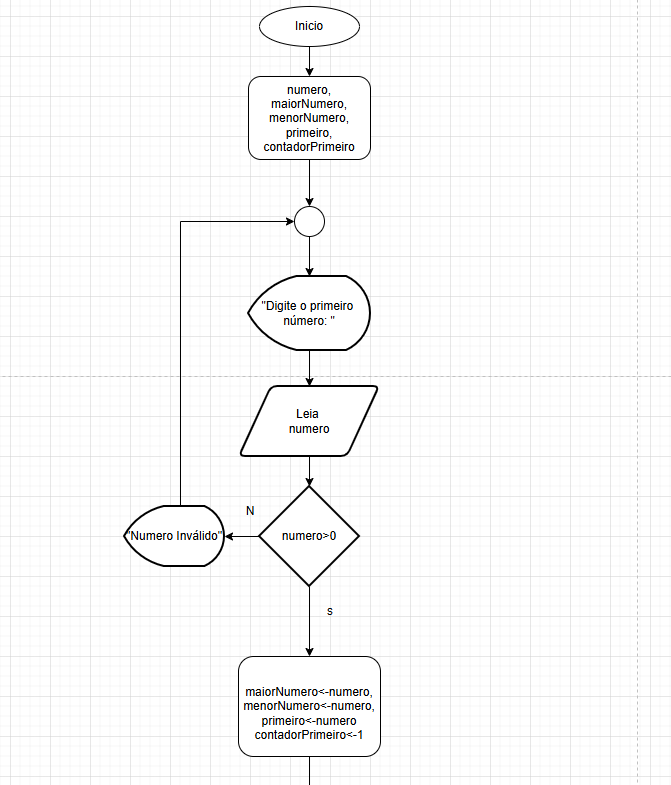 Inicio
numero,
maiorNumero,
menorNumero,
primeiro,
contadorPrimeiro
"Digite o primeiro
número: "
Leia
numero
N
"Numero Inválido"
numero>0
s
maiorNumero<-numero,
menorNumero<-numero,
primeiro<-numero
contadorPrimeiro<-1